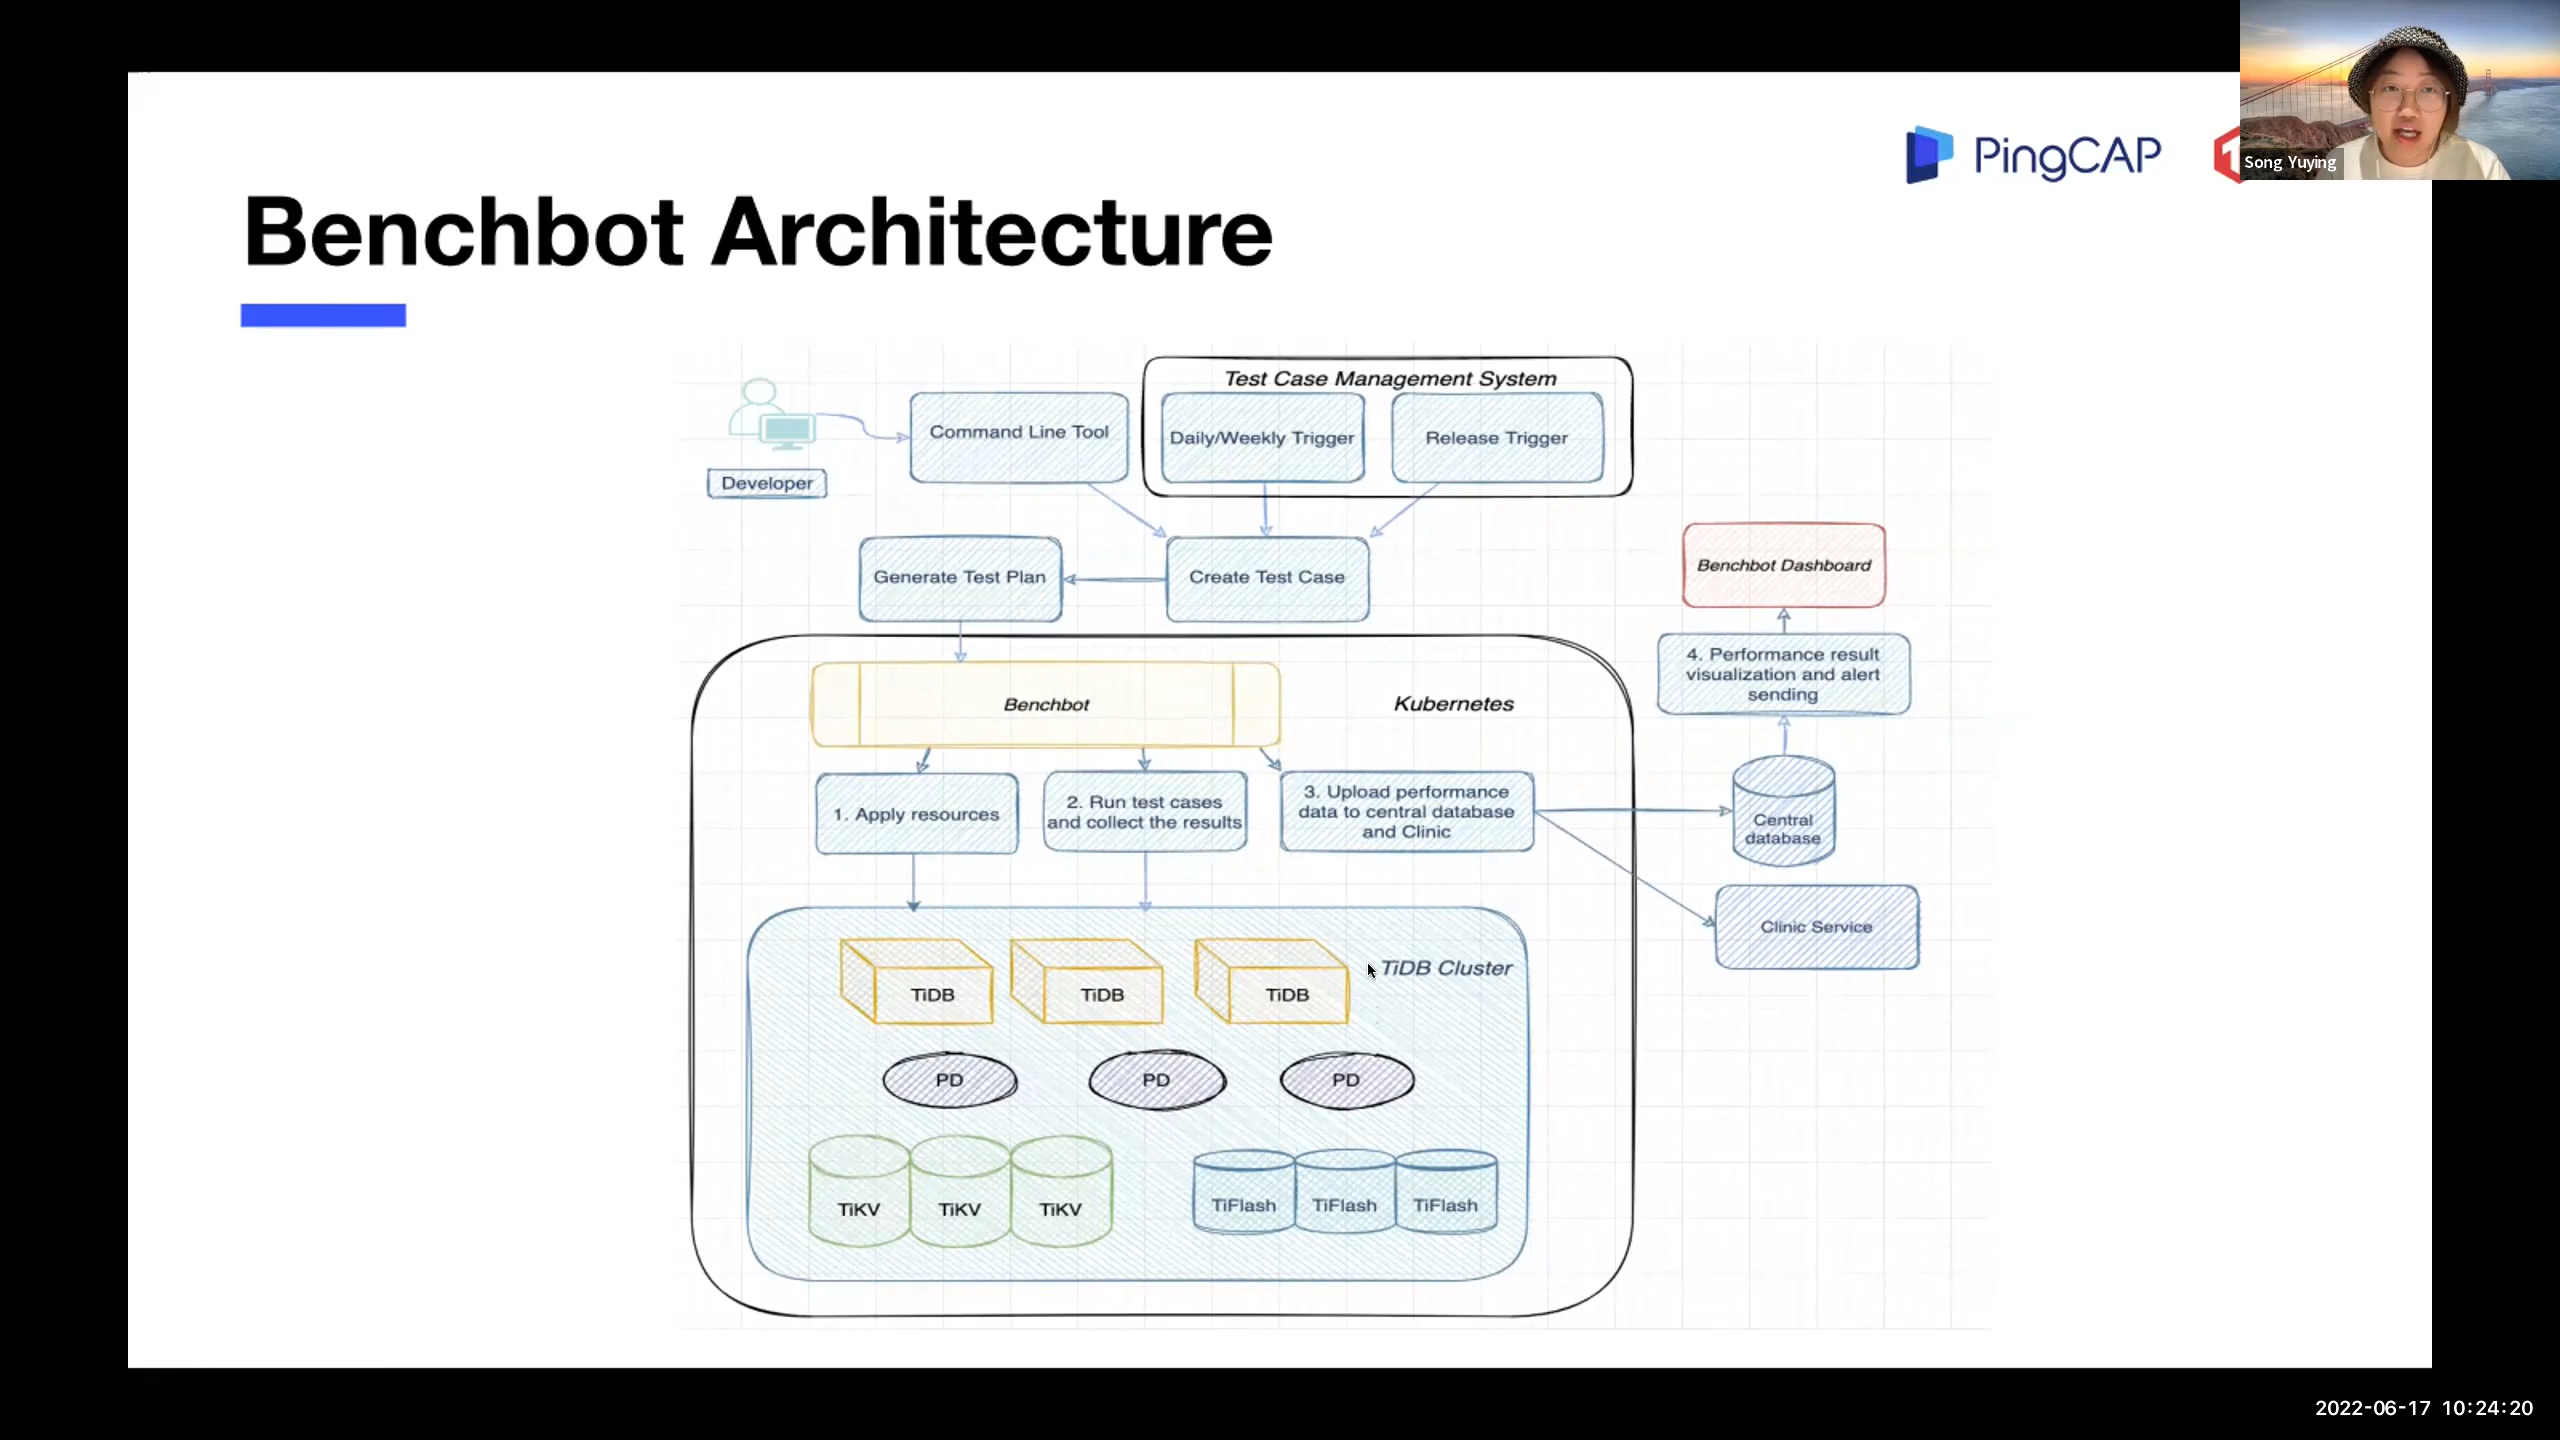 PingCAP
Song Yuying
Benchbot Architecture
Test Case Management System
Command Line Tool
Daily/Weekly Trigger
Release Trigger
Developer
Generate Test Plan
Create Test Case
Benchbot Dashboard
4. Performance result
visualization and alert
sending
Benchbot
Kubernetes
1. Apply resources
2. Run test cases
and collect the results
3. Upload performance
data to central database
and Clinic
Central
database
Clinic Service
TiDB Cluster
TiDB
TiDB
TiDB
PD
PD
PD
TiKV
TiKV
TiKV
TiFlash
TiFlash
TiFlash
2022-06-17 10:24:20